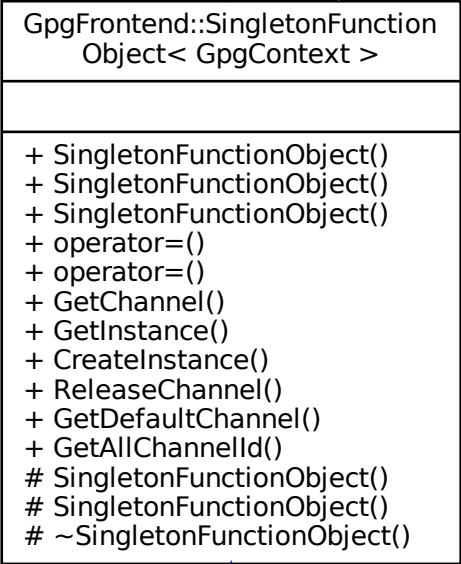 GpgFrontend::SingletonFunction
Object< GpgContext >
+ SingletonFunctionObject()
+ SingletonFunctionObject()
+ SingletonFunctionObject()
+ operator=()
+ operator=()
+ GetChannel()
+ GetInstance()
+ CreateInstance()
+ ReleaseChannel()
+ GetDefaultChannel()
+ GetAllChannelId()
# SingletonFunctionObject()
# SingletonFunctionObject()
# ~SingletonFunctionObject()